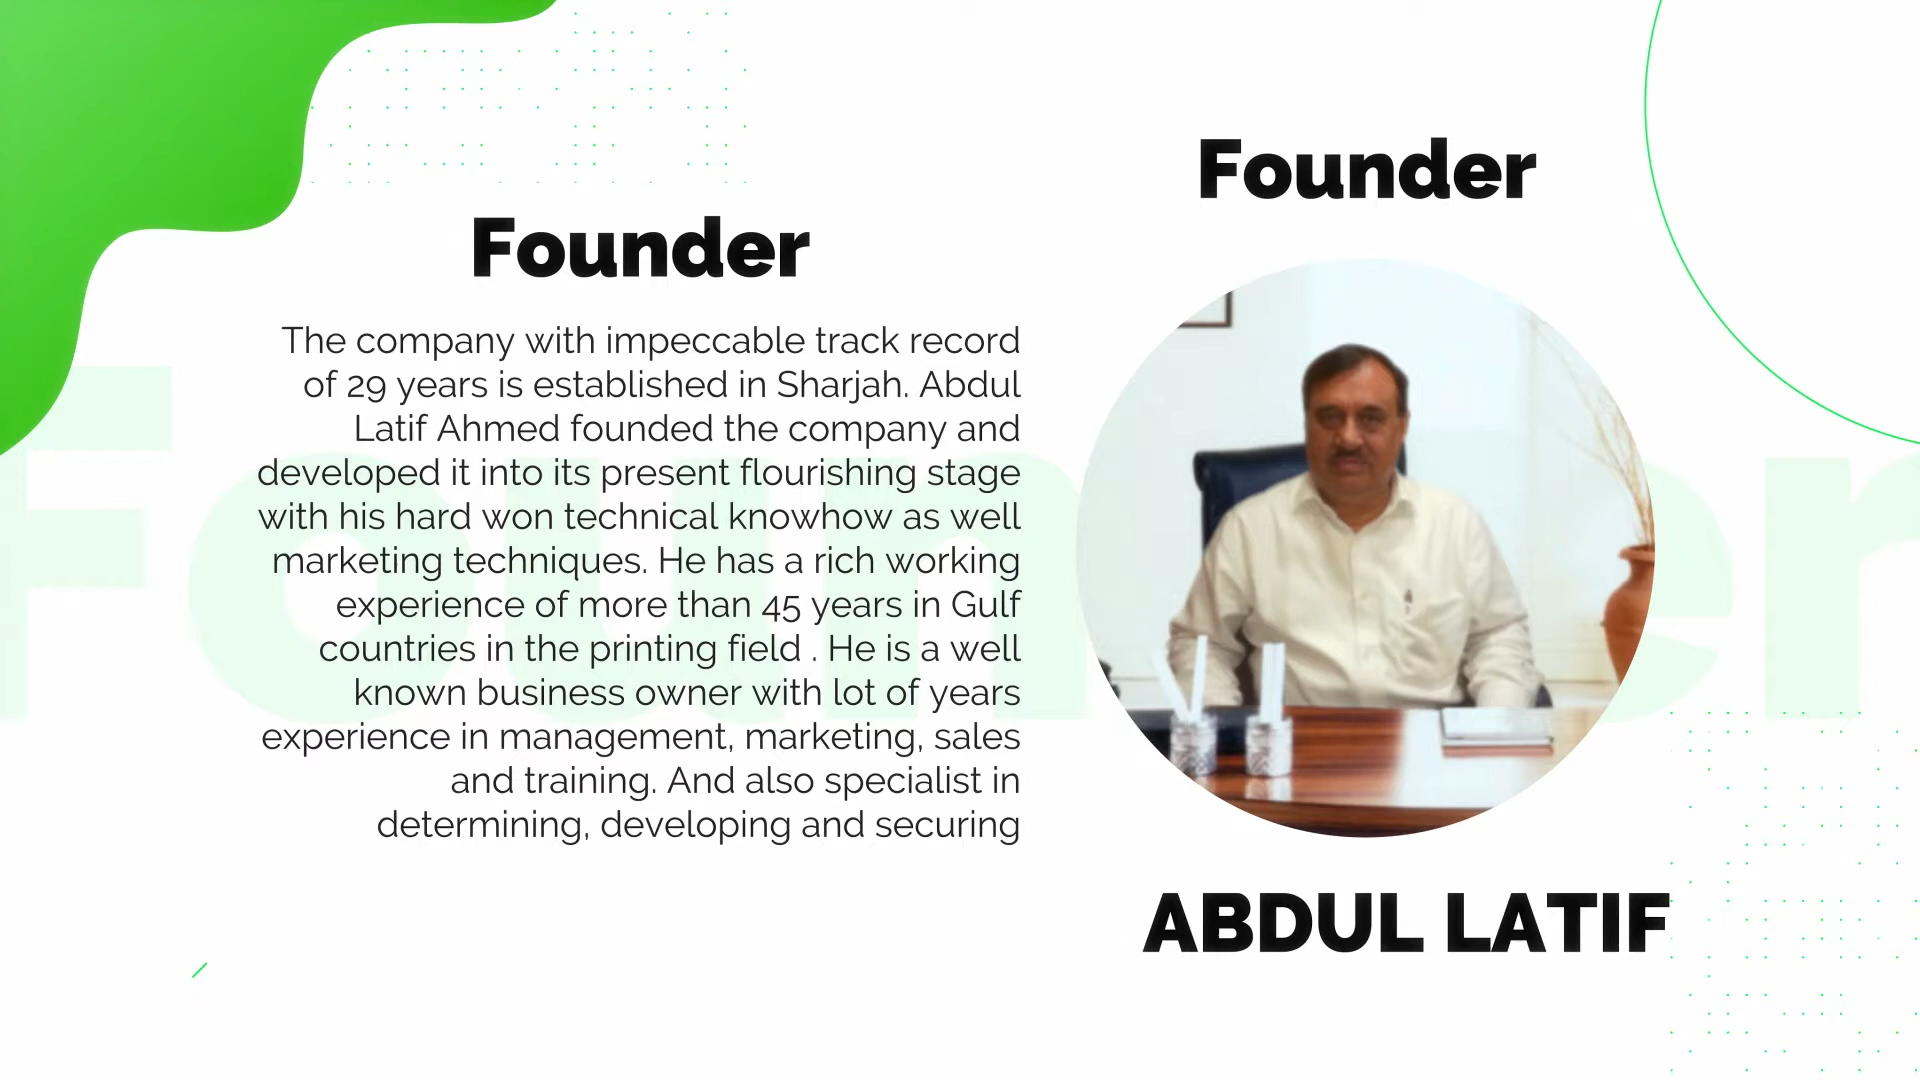 Founder
The company with impeccable track record
of 29 years is established in Sharjah. Abdul
Latif Ahmed founded the company and
developed it into its present flourishing stage
with his hard won technical knowhow as well
marketing techniques. He has a rich working
experience of more than 45 years in Gulf
countries in the printing field . He is a well
known business owner with lot of years
experience in management, marketing, sales
and training. And also specialist in
determining, developing and securing
Founder
ABDUL LATIF
Founder